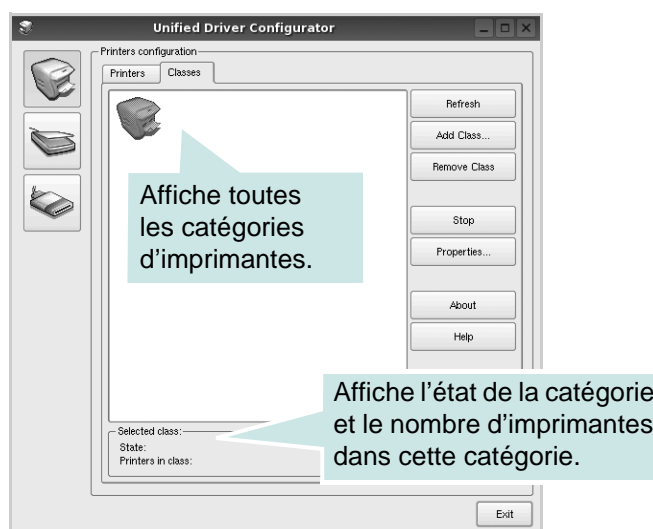 Unified Driver Configurator
Printers configuration
Printers Classes
Refresh
Add Class...
Remove Class
Affiche toutes
les catégories
d’imprimantes.
Stop
Properties...
About
Help
Affiche l’état de la catégorie
et le nombre d’imprimantes
dans cette catégorie.
Selected class:
State:
Printers in class:
Exit